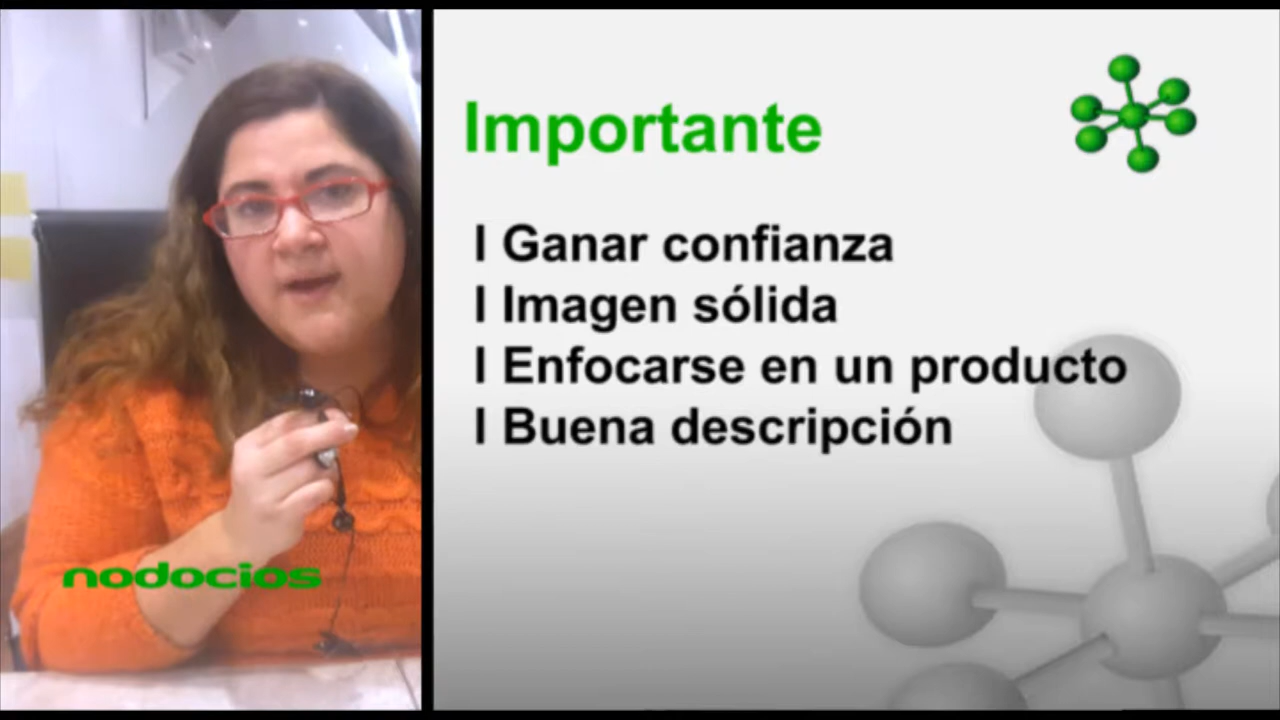 Importante
l Ganar confianza
l Imagen sólida
l Enfocarse en un producto
l Buena descripción
nodocios